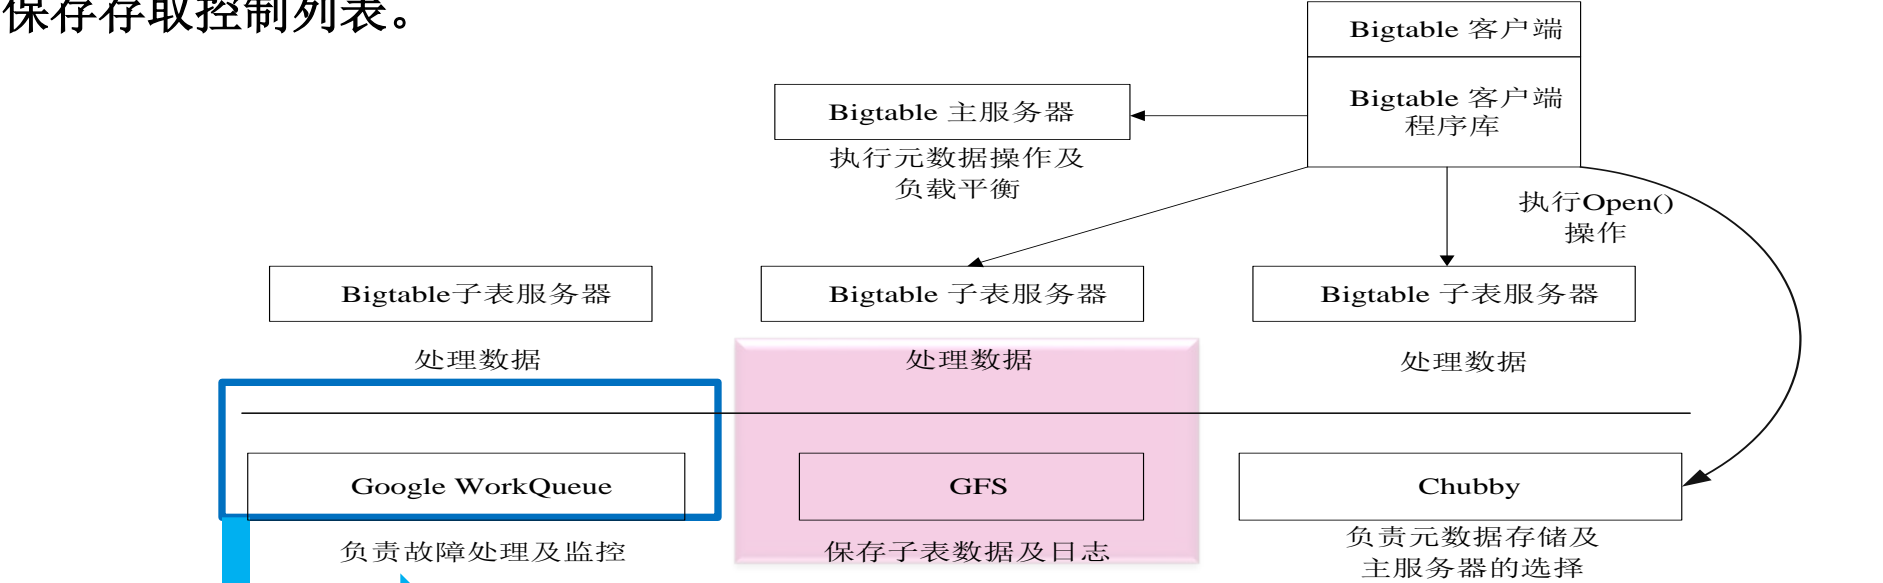 保存存取控制列表。
Bigtable 客户端
Bigtable 客户端
程序库
Bigtable 主服务器
执行元数据操作及
负载平衡
执行Open()
操作
Bigtable子表服务器
Bigtable 子表服务器
Bigtable 子表服务器
处理数据
处理数据
处理数据
Google WorkQueue
GFS
Chubby
负责故障处理及监控
保存子表数据及日志
负责元数据存储及
主服务器的选择